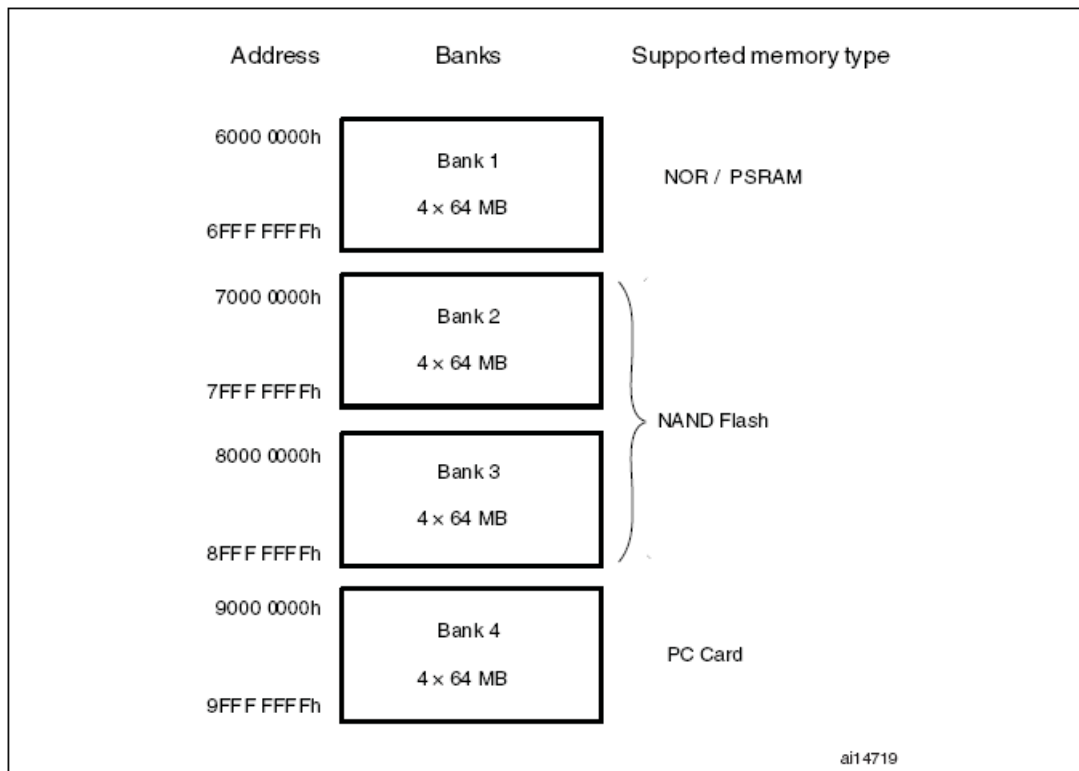 Address Banks Supported memory type
6000 0000h
Bank 1
NOR / PSRAM
4 × 64 MB
6FFF FFFFh
7000 0000h
Bank 2
4 × 64 MB
7FFF FFFFh
NAND Flash
8000 0000h
Bank 3
4 × 64 MB
8FFF FFFFh
9000 0000h
Bank 4
PC Card
4 × 64 MB
9FFF FFFFh
ai14719